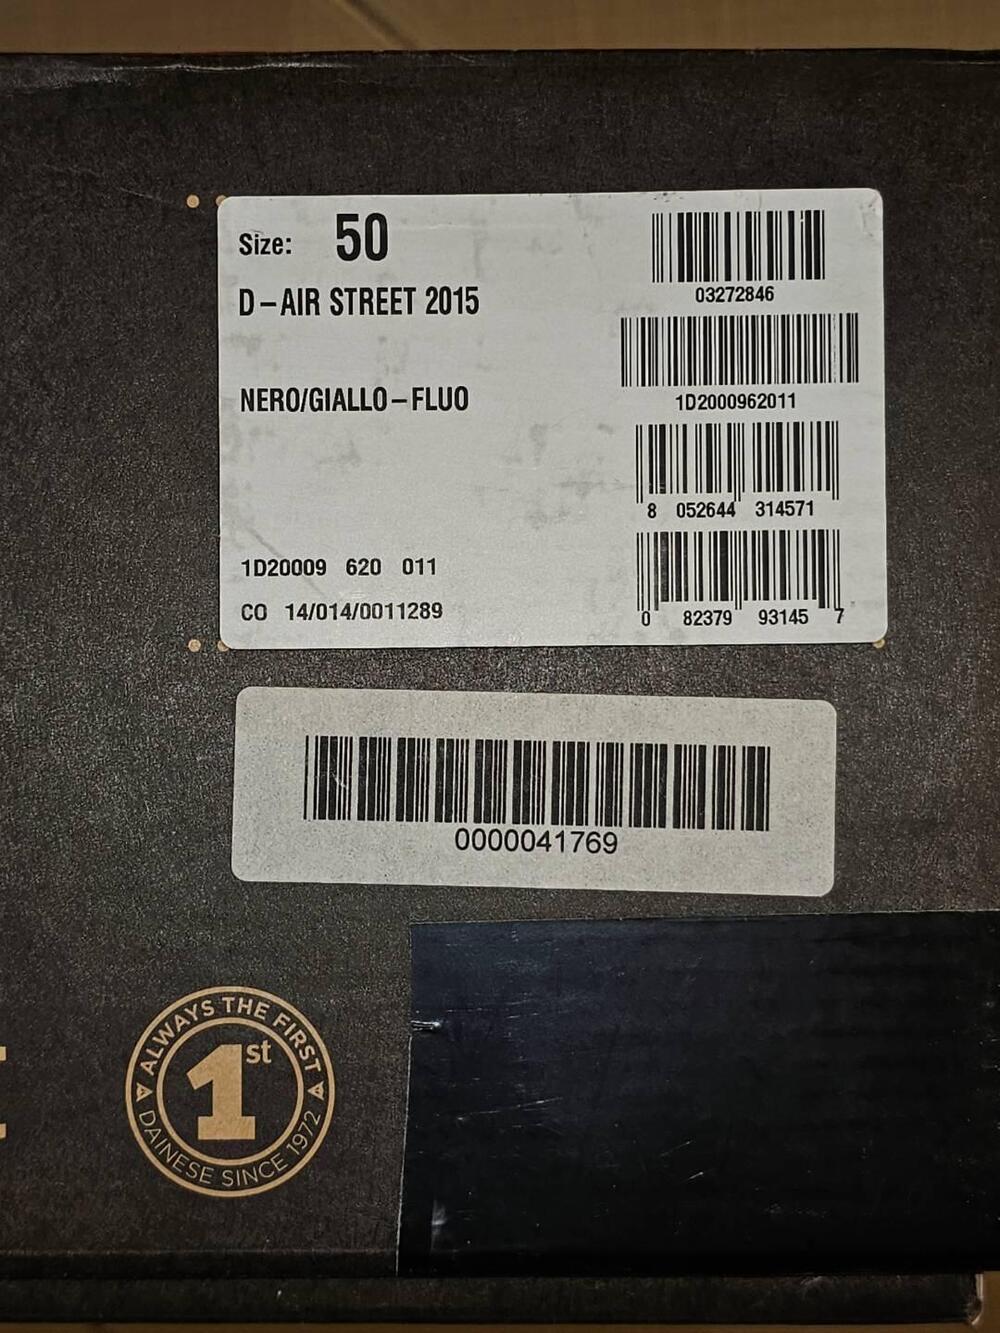 Size: 50
D-AIR STREET 2015
NERO/GIALLO-FLUO
1D20009 620 011
CO 14/014/0011289
03272846
1D2000962011
8 052644 314571
0 82379 93145 7
0000041769
ALWAYS THE FIRST
1st
DAINESE SINCE 1972